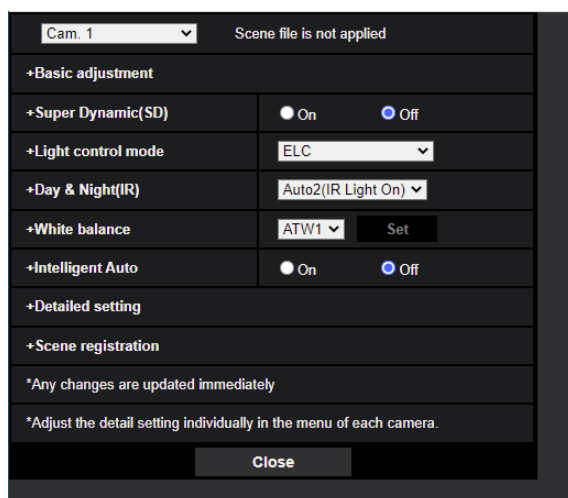 Cam. 1 Scene file is not applied
+Basic adjustment
+Super Dynamic(SD) On Off
+Light control mode ELC
+Day & Night(IR) Auto2(IR Light On)
+White balance ATW1 Set
+Intelligent Auto On Off
+Detailed setting
+Scene registration
*Any changes are updated immediately
*Adjust the detail setting individually in the menu of each camera.
Close